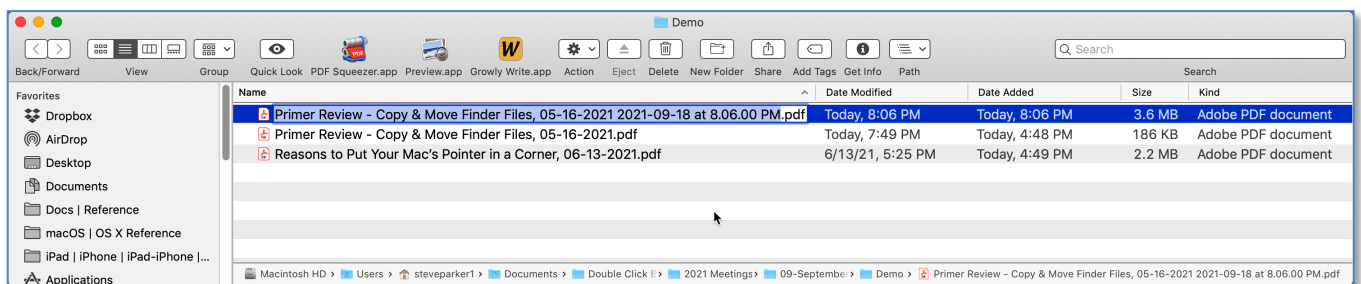 Demo
Back/Forward View Group Quick Look PDF Squeezer.app Preview.app Growly Write.app Action Eject Delete New Folder Share Add Tags Get Info Path Search
Search
Favorites
Dropbox
AirDrop
Desktop
Documents
Docs | Reference
macOS | OS X Reference
iPad | iPhone | iPad-iPhone |...
Applications
Name Date Modified Date Added Size Kind
Primer Review - Copy & Move Finder Files, 05-16-2021 2021-09-18 at 8.06.00 PM.pdf Today, 8:06 PM Today, 8:06 PM 3.6 MB Adobe PDF document
Primer Review - Copy & Move Finder Files, 05-16-2021.pdf Today, 7:49 PM Today, 4:48 PM 186 KB Adobe PDF document
Reasons to Put Your Mac’s Pointer in a Corner, 06-13-2021.pdf 6/13/21, 5:25 PM Today, 4:49 PM 2.2 MB Adobe PDF document
Macintosh HD › Users › steveparker1 › Documents › Double Click › 2021 Meetings › 09-Septembe › Demo › Primer Review - Copy & Move Finder Files, 05-16-2021 2021-09-18 at 8.06.00 PM.pdf